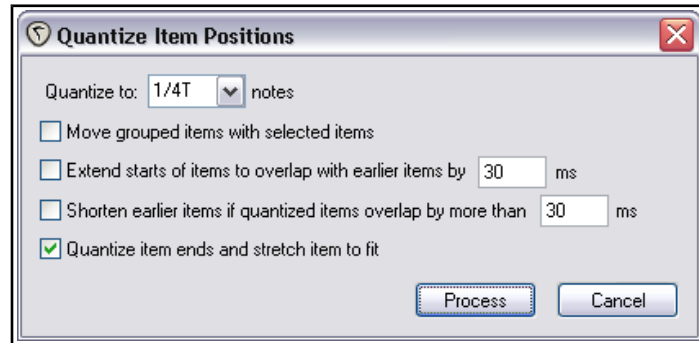 Quantize Item Positions
Quantize to: 1/4T notes
Move grouped items with selected items
Extend starts of items to overlap with earlier items by 30 ms
Shorten earlier items if quantized items overlap by more than 30 ms
Quantize item ends and stretch item to fit
Process Cancel